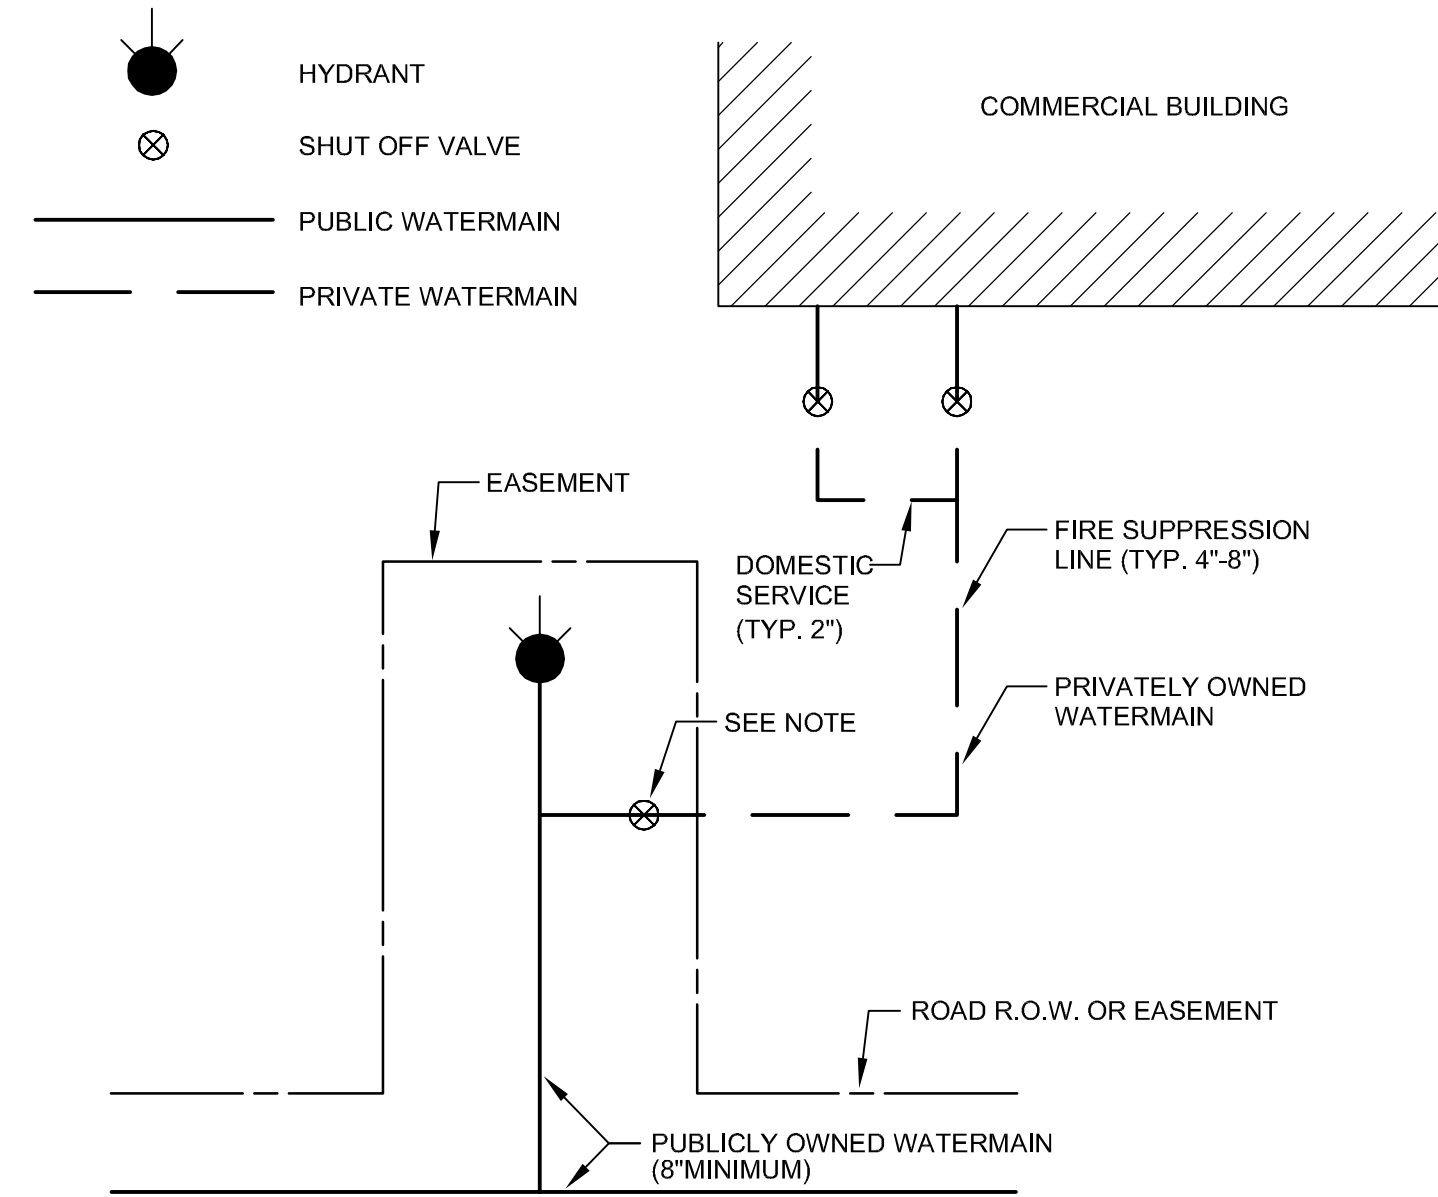 HYDRANT
SHUT OFF VALVE
PUBLIC WATERMAIN
PRIVATE WATERMAIN
COMMERCIAL BUILDING
EASEMENT
DOMESTIC
SERVICE
(TYP. 2")
FIRE SUPPRESSION
LINE (TYP. 4"-8")
PRIVATELY OWNED
WATERMAIN
SEE NOTE
ROAD R.O.W. OR EASEMENT
PUBLICLY OWNED WATERMAIN
(8"MINIMUM)